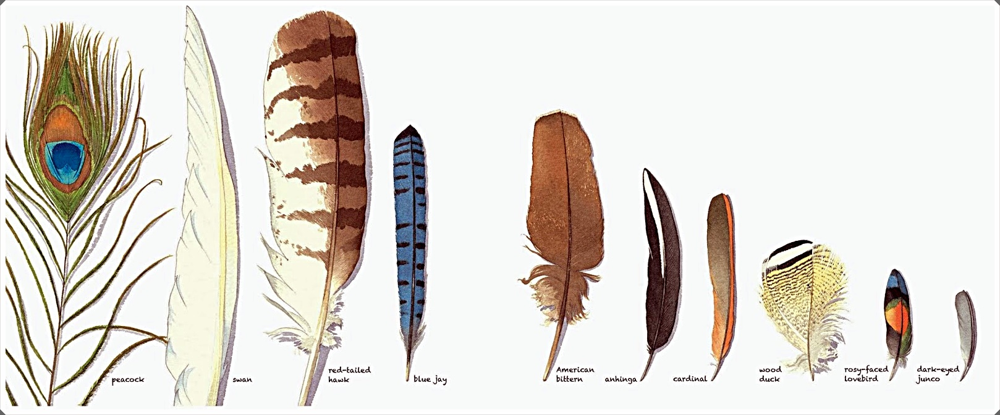 peacock
swan
red-tailed
hawk
blue jay
American
bittern
anhinga
cardinal
wood
duck
rosy-faced
lovebird
dark-eyed
junco